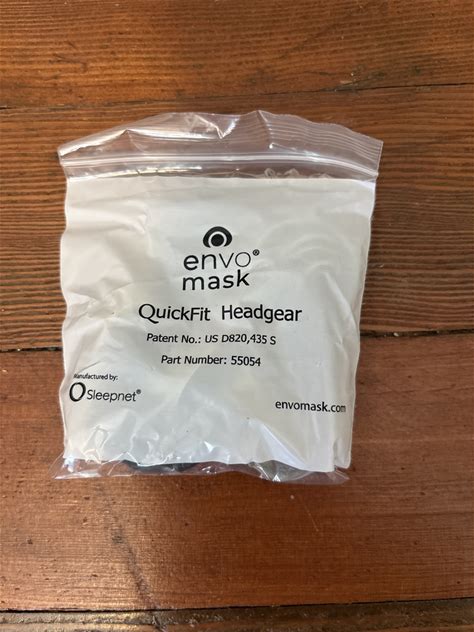 envo®
mask
QuickFit Headgear
Patent No.: US D820,435 S
Part Number: 55054
Manufactured by:
Sleepnet®
envomask.com